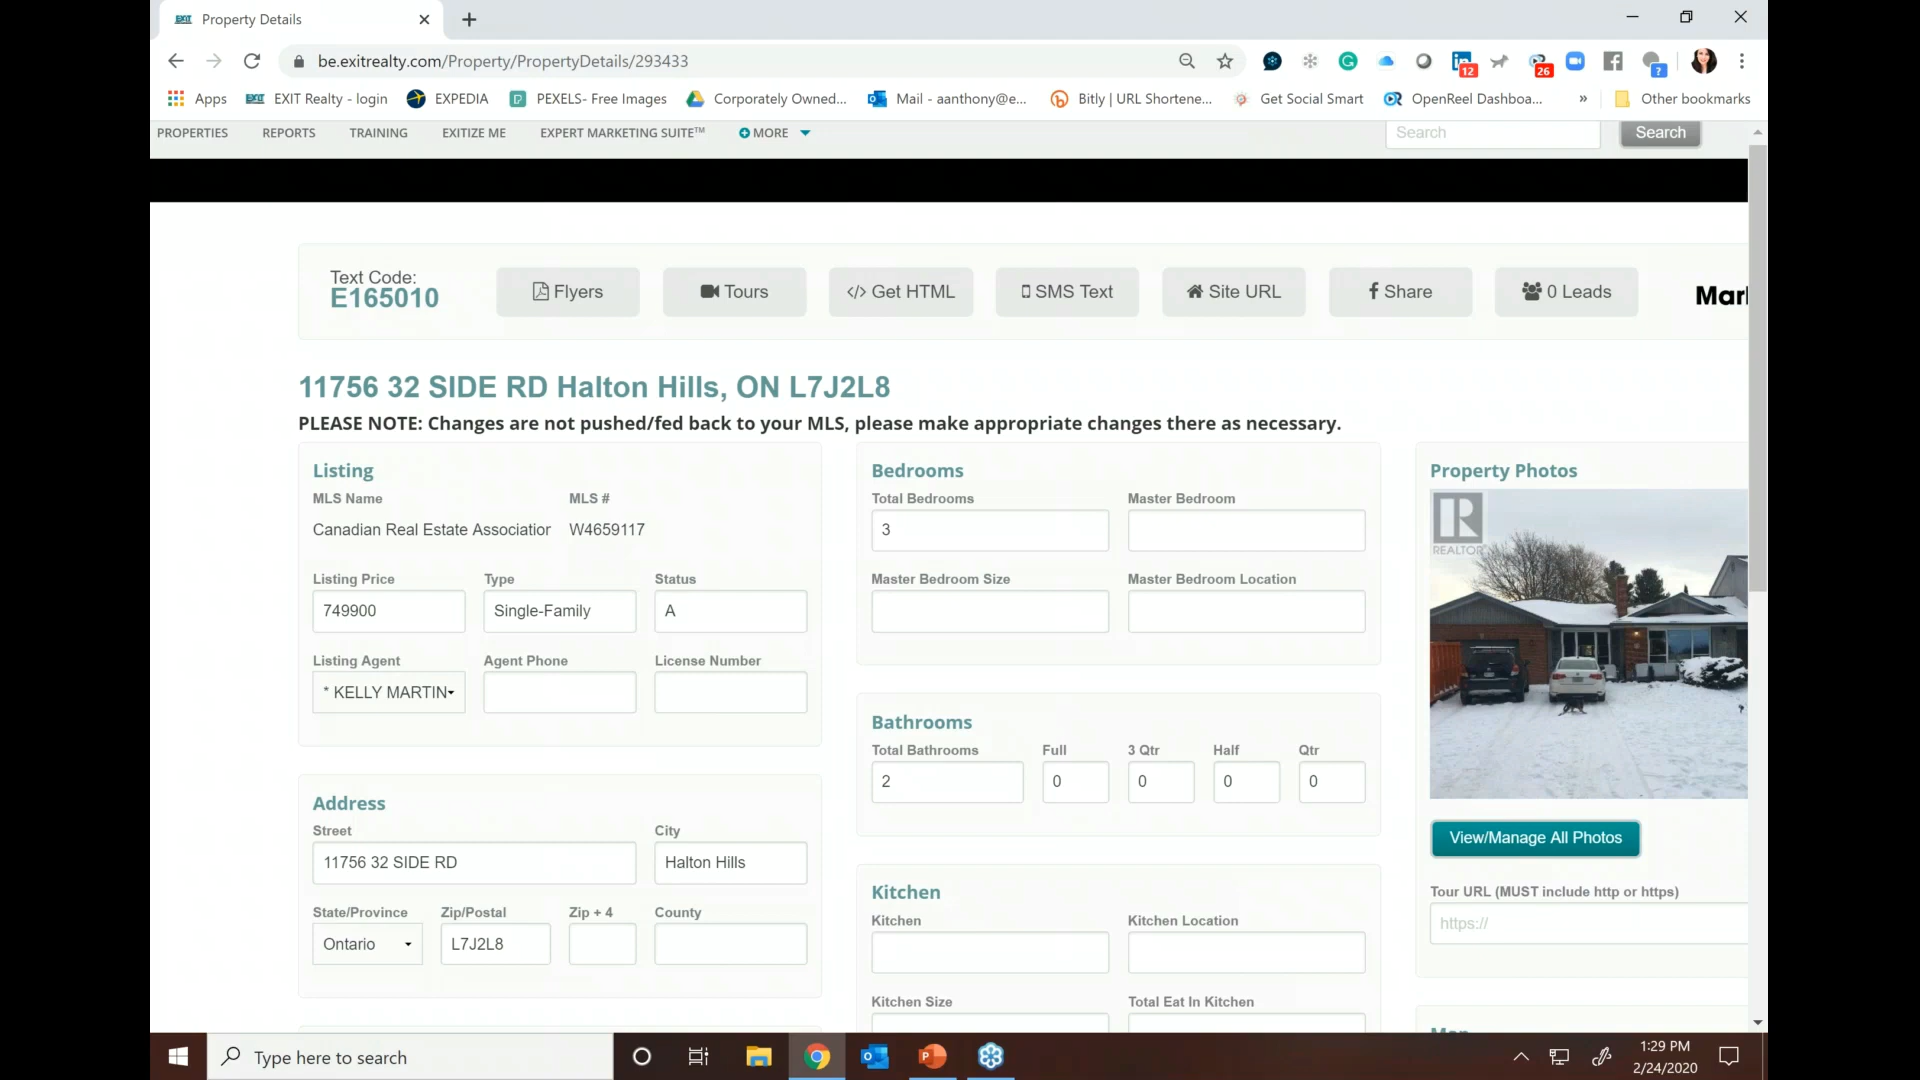 EXIT Property Details
be.exitrealty.com/Property/PropertyDetails/293433
12
26
?
Apps EXIT EXIT Realty - login EXPEDIA PEXELS- Free Images Corporately Owned... Mail - aanthony@e... Bitly | URL Shortene... Get Social Smart OpenReel Dashboa... » Other bookmarks
PROPERTIES REPORTS TRAINING EXITIZE ME EXPERT MARKETING SUITE™ MORE Search Search
Text Code:
E165010
Flyers Tours </> Get HTML SMS Text Site URL Share 0 Leads Mar
11756 32 SIDE RD Halton Hills, ON L7J2L8
PLEASE NOTE: Changes are not pushed/fed back to your MLS, please make appropriate changes there as necessary.
Listing
MLS Name MLS #
Canadian Real Estate Association W4659117
Listing Price Type Status
749900 Single-Family A
Listing Agent Agent Phone License Number
* KELLY MARTIN
Address
Street City
11756 32 SIDE RD Halton Hills
State/Province Zip/Postal Zip + 4 County
Ontario L7J2L8
Bedrooms
Total Bedrooms Master Bedroom
3
Master Bedroom Size Master Bedroom Location
Bathrooms
Total Bathrooms Full 3 Qtr Half Qtr
2 0 0 0 0
Kitchen
Kitchen Kitchen Location
Kitchen Size Total Eat In Kitchen
Property Photos
R
REALTOR
View/Manage All Photos
Tour URL (MUST include http or https)
https://
Type here to search
1:29 PM
2/24/2020